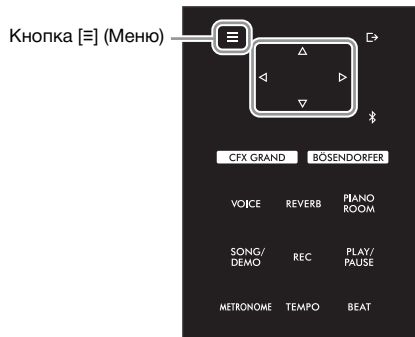 Кнопка [≡] (Меню)
CFX GRAND BÖSENDORFER
VOICE REVERB PIANO ROOM
SONG/DEMO REC PLAY/PAUSE
METRONOME TEMPO BEAT